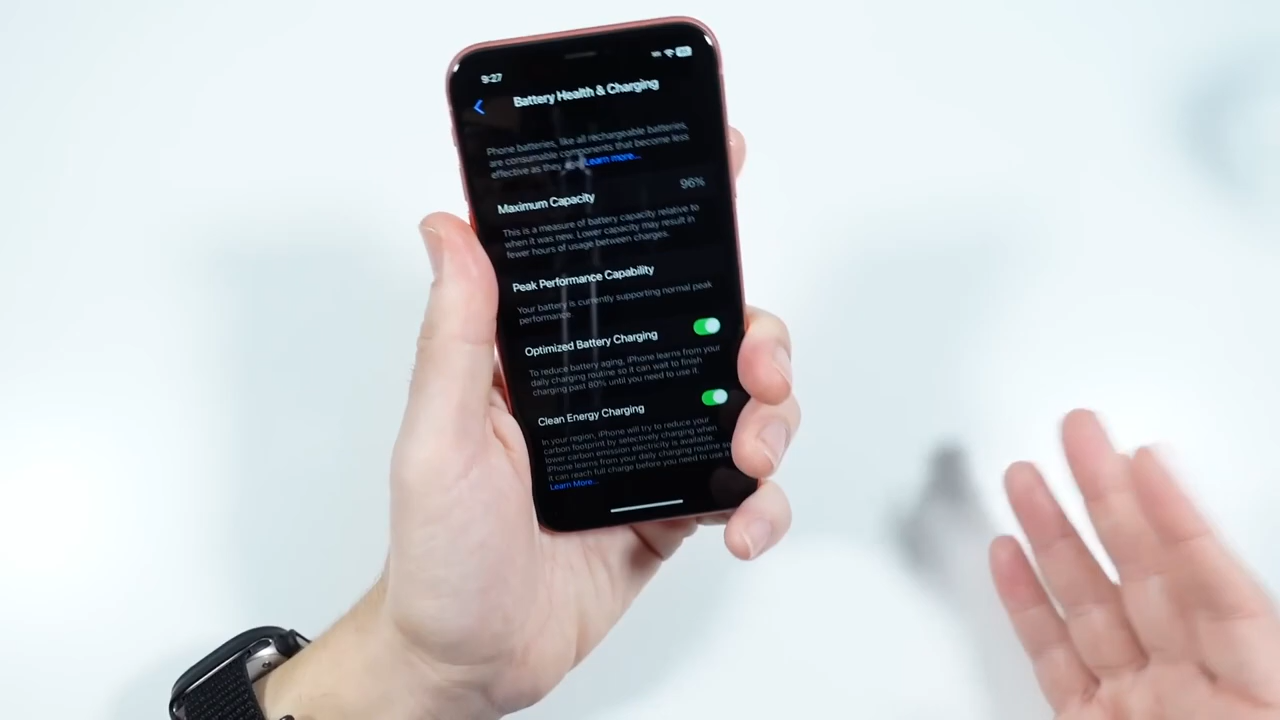 9:27
Battery Health & Charging
Phone batteries, like all rechargeable batteries,
are consumable components that become less
effective as they Learn more...
Maximum Capacity 96%
This is a measure of battery capacity relative to
when it was new. Lower capacity may result in
fewer hours of usage between charges.
Peak Performance Capability
Your battery is currently supporting normal peak
performance.
Optimized Battery Charging
To reduce battery aging, iPhone learns from your
daily charging routine so it can wait to finish
charging past 80% until you need to use it.
Clean Energy Charging
In your region, iPhone will try to reduce your
carbon footprint by selectively charging when
lower carbon emission electricity is available.
iPhone learns from your daily charging routine so
it can reach full charge before you need to use it
Learn More...